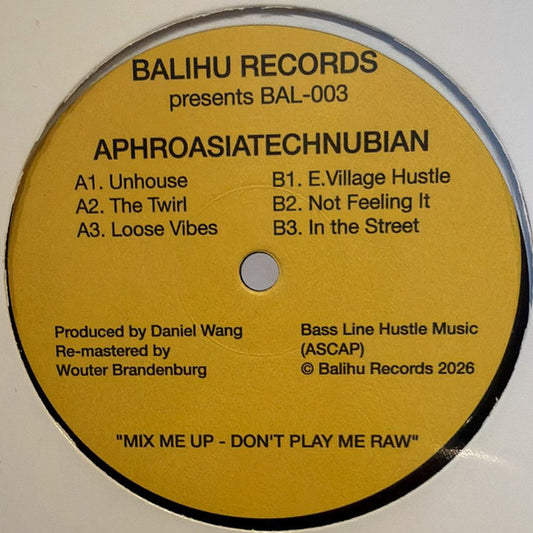 BALIHU RECORDS
presents BAL-003
APHROASIATECHNUBIAN
A1. Unhouse
A2. The Twirl
A3. Loose Vibes
B1. E.Village Hustle
B2. Not Feeling It
B3. In the Street
Produced by Daniel Wang
Re-mastered by
Wouter Brandenburg
Bass Line Hustle Music
(ASCAP)
© Balihu Records 2026
"MIX ME UP - DON'T PLAY ME RAW"